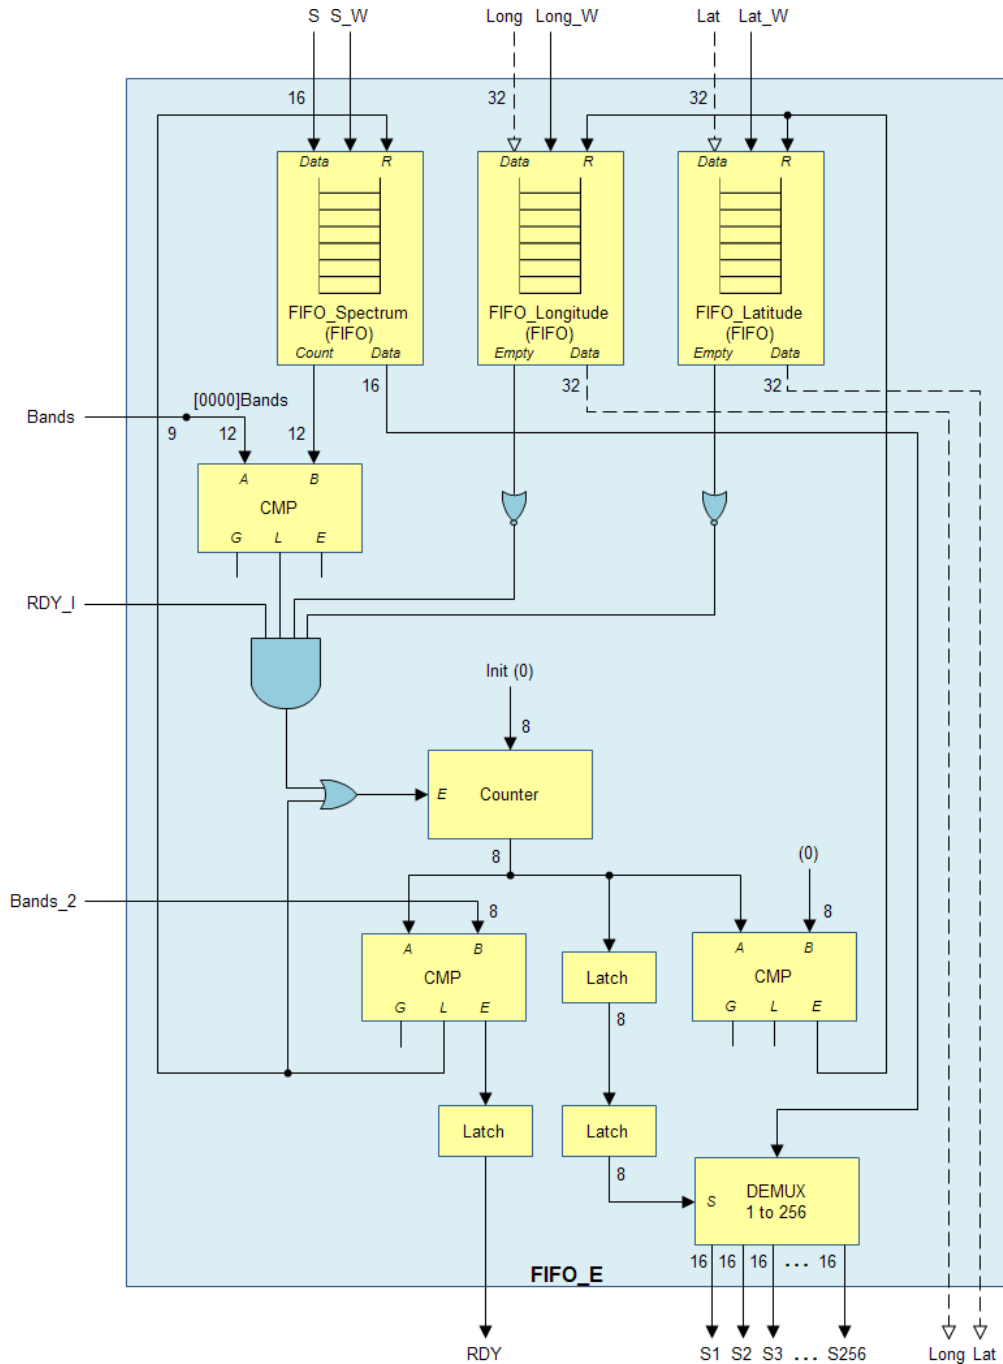 S S_W Long Long_W Lat Lat_W
16 32 32
Data R Data R Data R
FIFO_Spectrum
(FIFO)
FIFO_Longitude
(FIFO)
FIFO_Latitude
(FIFO)
Count Data Empty Data Empty Data
16 32 32
[0000]Bands
Bands
9 12 12
A B
CMP
G L E
RDY_I
Init (0)
8
E Counter
8 (0)
Bands_2 8 8
A B
CMP
G L E
Latch
A B
CMP
G L E
8
Latch
Latch
8
S DEMUX
1 to 256
16 16 16 ... 16
FIFO_E
RDY S1 S2 S3 ... S256 Long Lat